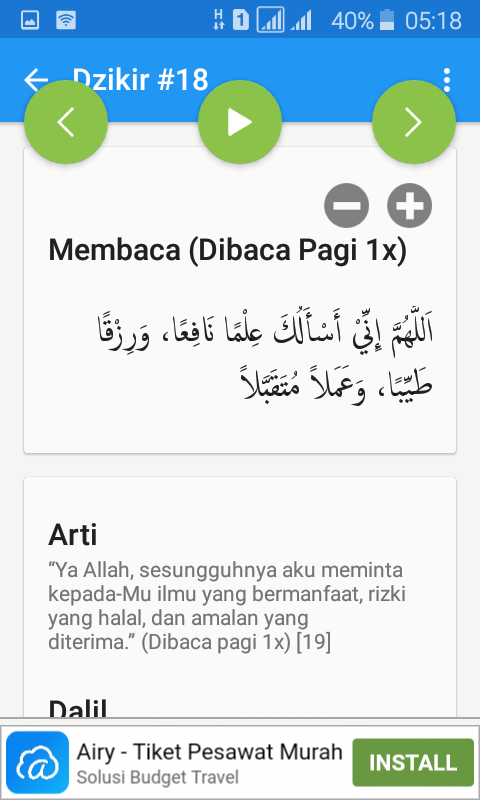 H
1
40%
05:18
Dzikir #18
Membaca (Dibaca Pagi 1x)
اَللَّهُمَّ إِنِّيْ أَسْأَلُكَ عِلْمًا نَافِعًا، وَرِزْقًا
طَيِّبًا، وَعَمَلاً مُتَقَبَّلاً
Arti
“Ya Allah, sesungguhnya aku meminta
kepada-Mu ilmu yang bermanfaat, rizki
yang halal, dan amalan yang
diterima.” (Dibaca pagi 1x) [19]
Dalil
Airy - Tiket Pesawat Murah
Solusi Budget Travel
INSTALL